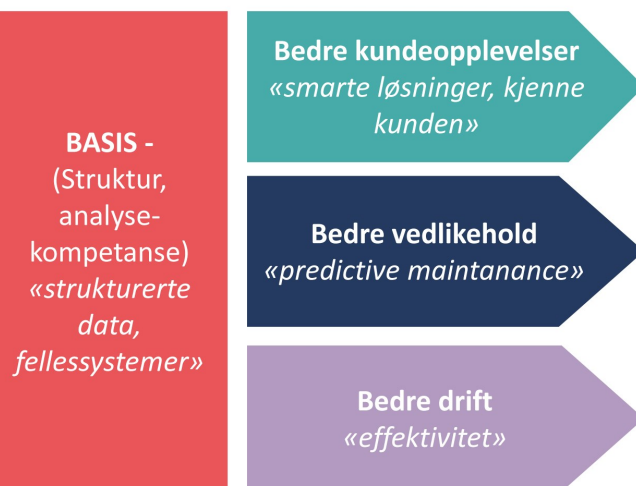 BASIS -
(Struktur,
analyse-
kompetanse)
«strukturerte
data,
fellessystemer»
Bedre kundeopplevelser
«smarte løsninger, kjenne
kunden»
Bedre vedlikehold
«predictive maintanance»
Bedre drift
«effektivitet»